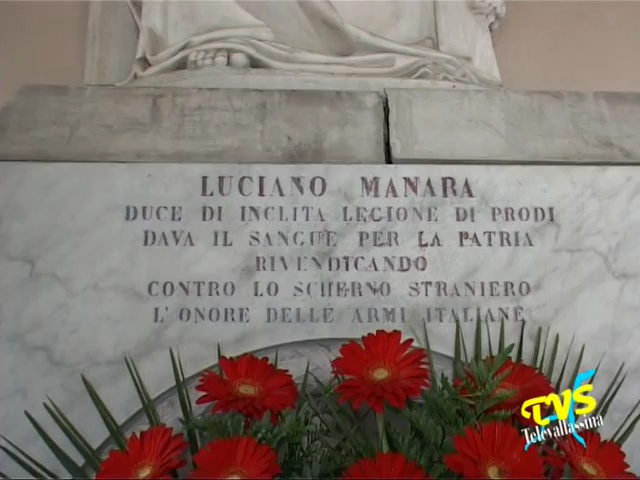 LUCIANO MANARA
DUCE DI INCLITA LEGIONE DI PRODI
DAVA IL SANGUE PER LA PATRIA
RIVENDICANDO
CONTRO LO SCHERNO STRANIERO
L'ONORE DELLE ARMI ITALIANE
TVS
Televallassina